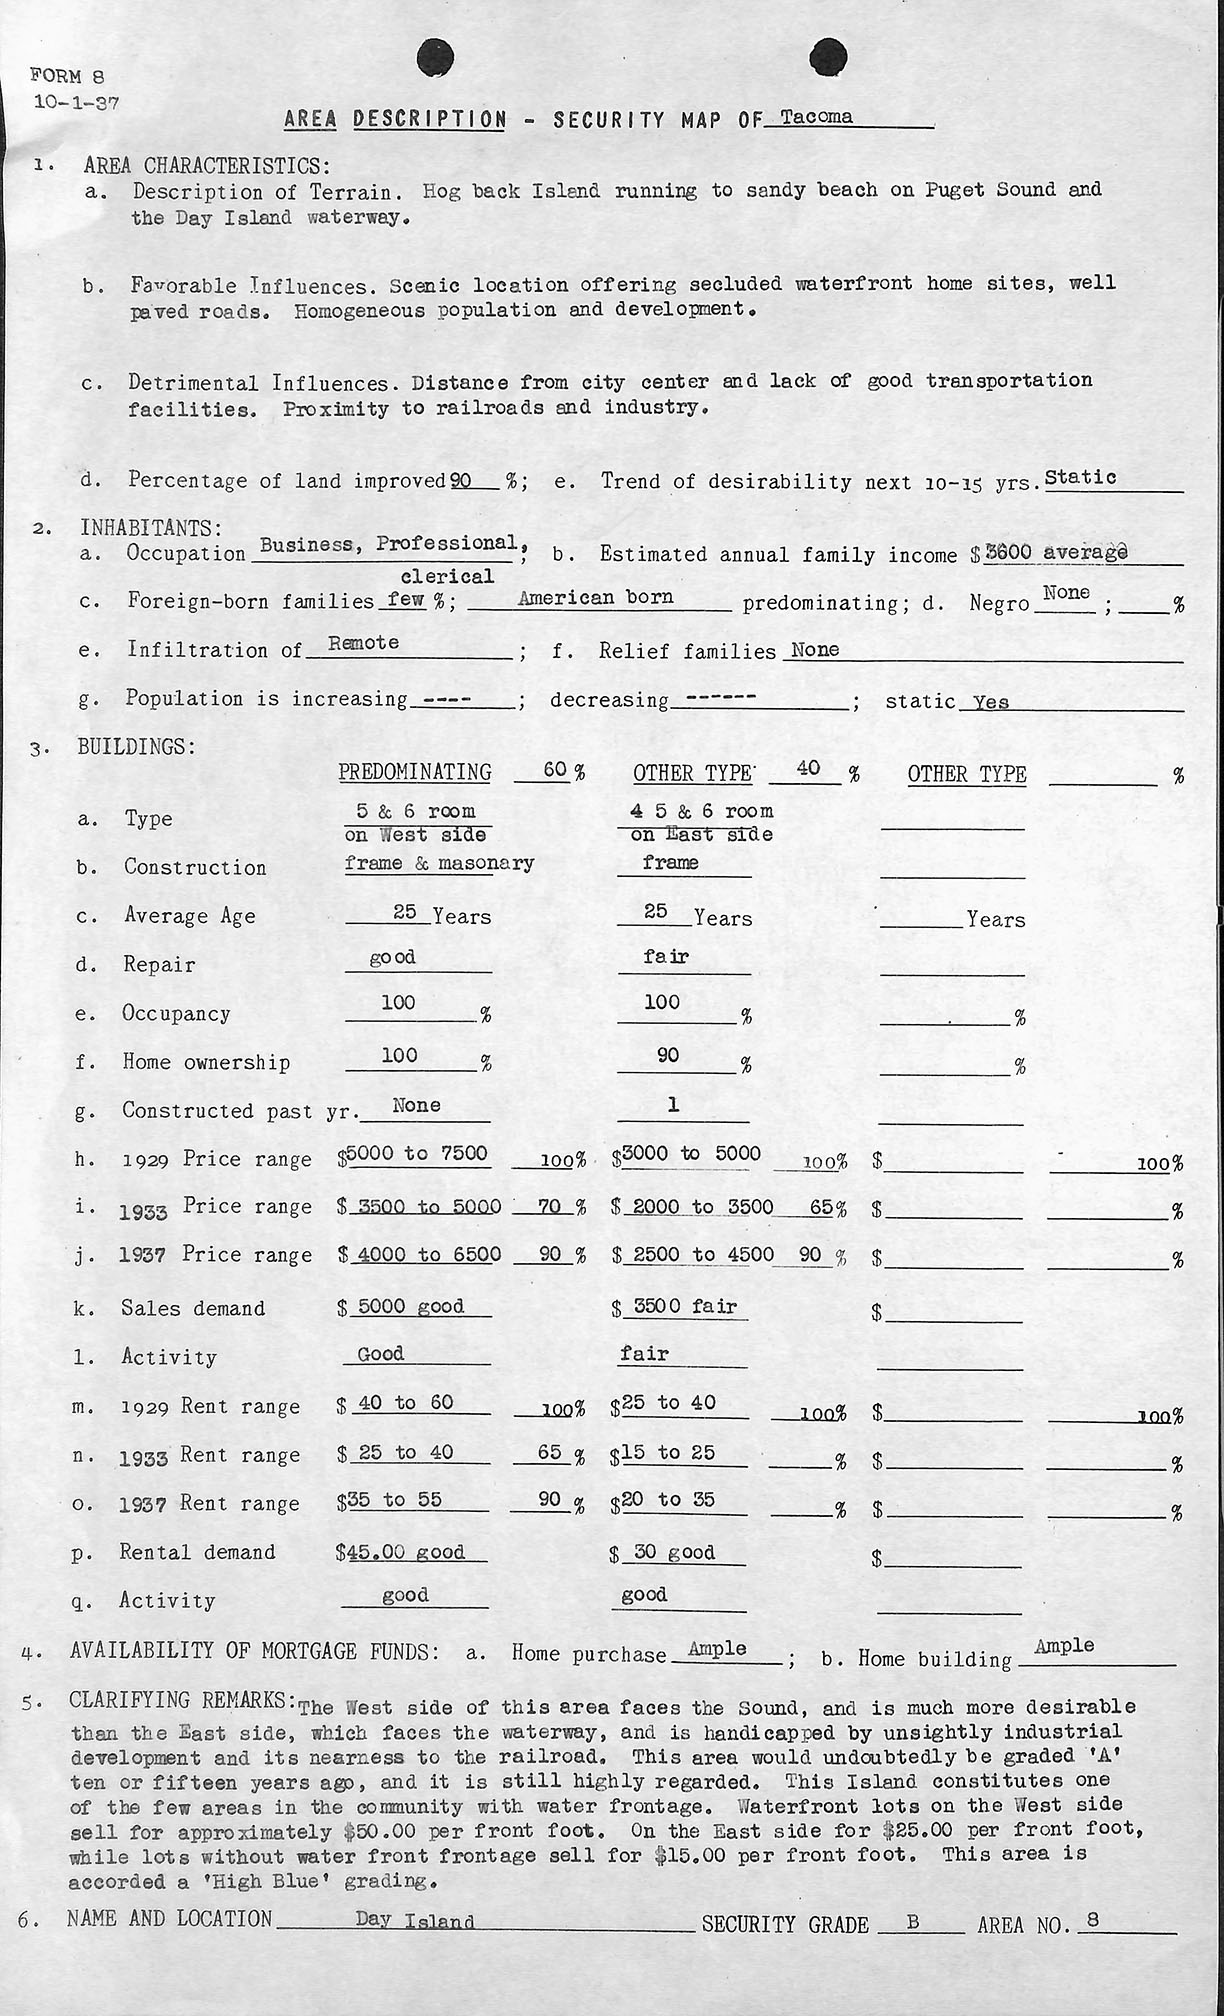 FORM 8
10-1-37
AREA DESCRIPTION - SECURITY MAP OF Tacoma
1. AREA CHARACTERISTICS:
a. Description of Terrain. Hog back Island running to sandy beach on Puget Sound and
the Day Island waterway.
b. Favorable Influences. Scenic location offering secluded waterfront home sites, well
paved roads. Homogeneous population and development.
c. Detrimental Influences. Distance from city center and lack of good transportation
facilities. Proximity to railroads and industry.
d. Percentage of land improved 90 %; e. Trend of desirability next 10-15 yrs. Static
2. INHABITANTS:
a. Occupation Business, Professional, clerical; b. Estimated annual family income $ 3600 average
c. Foreign-born families few %; American born predominating; d. Negro None ; %
e. Infiltration of Remote ; f. Relief families None
g. Population is increasing ---- ; decreasing ------ ; static Yes
3. BUILDINGS:
PREDOMINATING 60 % OTHER TYPE 40 % OTHER TYPE %
a. Type 5 & 6 room on West side 4 5 & 6 room on East side
b. Construction frame & masonary frame
c. Average Age 25 Years 25 Years Years
d. Repair good fair
e. Occupancy 100 % 100 % %
f. Home ownership 100 % 90 % %
g. Constructed past yr. None 1
h. 1929 Price range $5000 to 7500 100% $3000 to 5000 100% $ 100%
i. 1933 Price range $ 3500 to 5000 70 % $ 2000 to 3500 65% $ %
j. 1937 Price range $ 4000 to 6500 90 % $ 2500 to 4500 90 % $ %
k. Sales demand $ 5000 good $ 3500 fair $
l. Activity Good fair
m. 1929 Rent range $ 40 to 60 100% $25 to 40 100% $ 100%
n. 1933 Rent range $ 25 to 40 65 % $15 to 25 % $ %
o. 1937 Rent range $35 to 55 90 % $20 to 35 % $ %
p. Rental demand $45.00 good $ 30 good $
q. Activity good good
4. AVAILABILITY OF MORTGAGE FUNDS: a. Home purchase Ample ; b. Home building Ample
5. CLARIFYING REMARKS: The West side of this area faces the Sound, and is much more desirable
than the East side, which faces the waterway, and is handicapped by unsightly industrial
development and its nearness to the railroad. This area would undoubtedly be graded 'A'
ten or fifteen years ago, and it is still highly regarded. This Island constitutes one
of the few areas in the community with water frontage. Waterfront lots on the West side
sell for approximately $50.00 per front foot. On the East side for $25.00 per front foot,
while lots without water front frontage sell for $15.00 per front foot. This area is
accorded a 'High Blue' grading.
6. NAME AND LOCATION Day Island SECURITY GRADE B AREA NO. 8